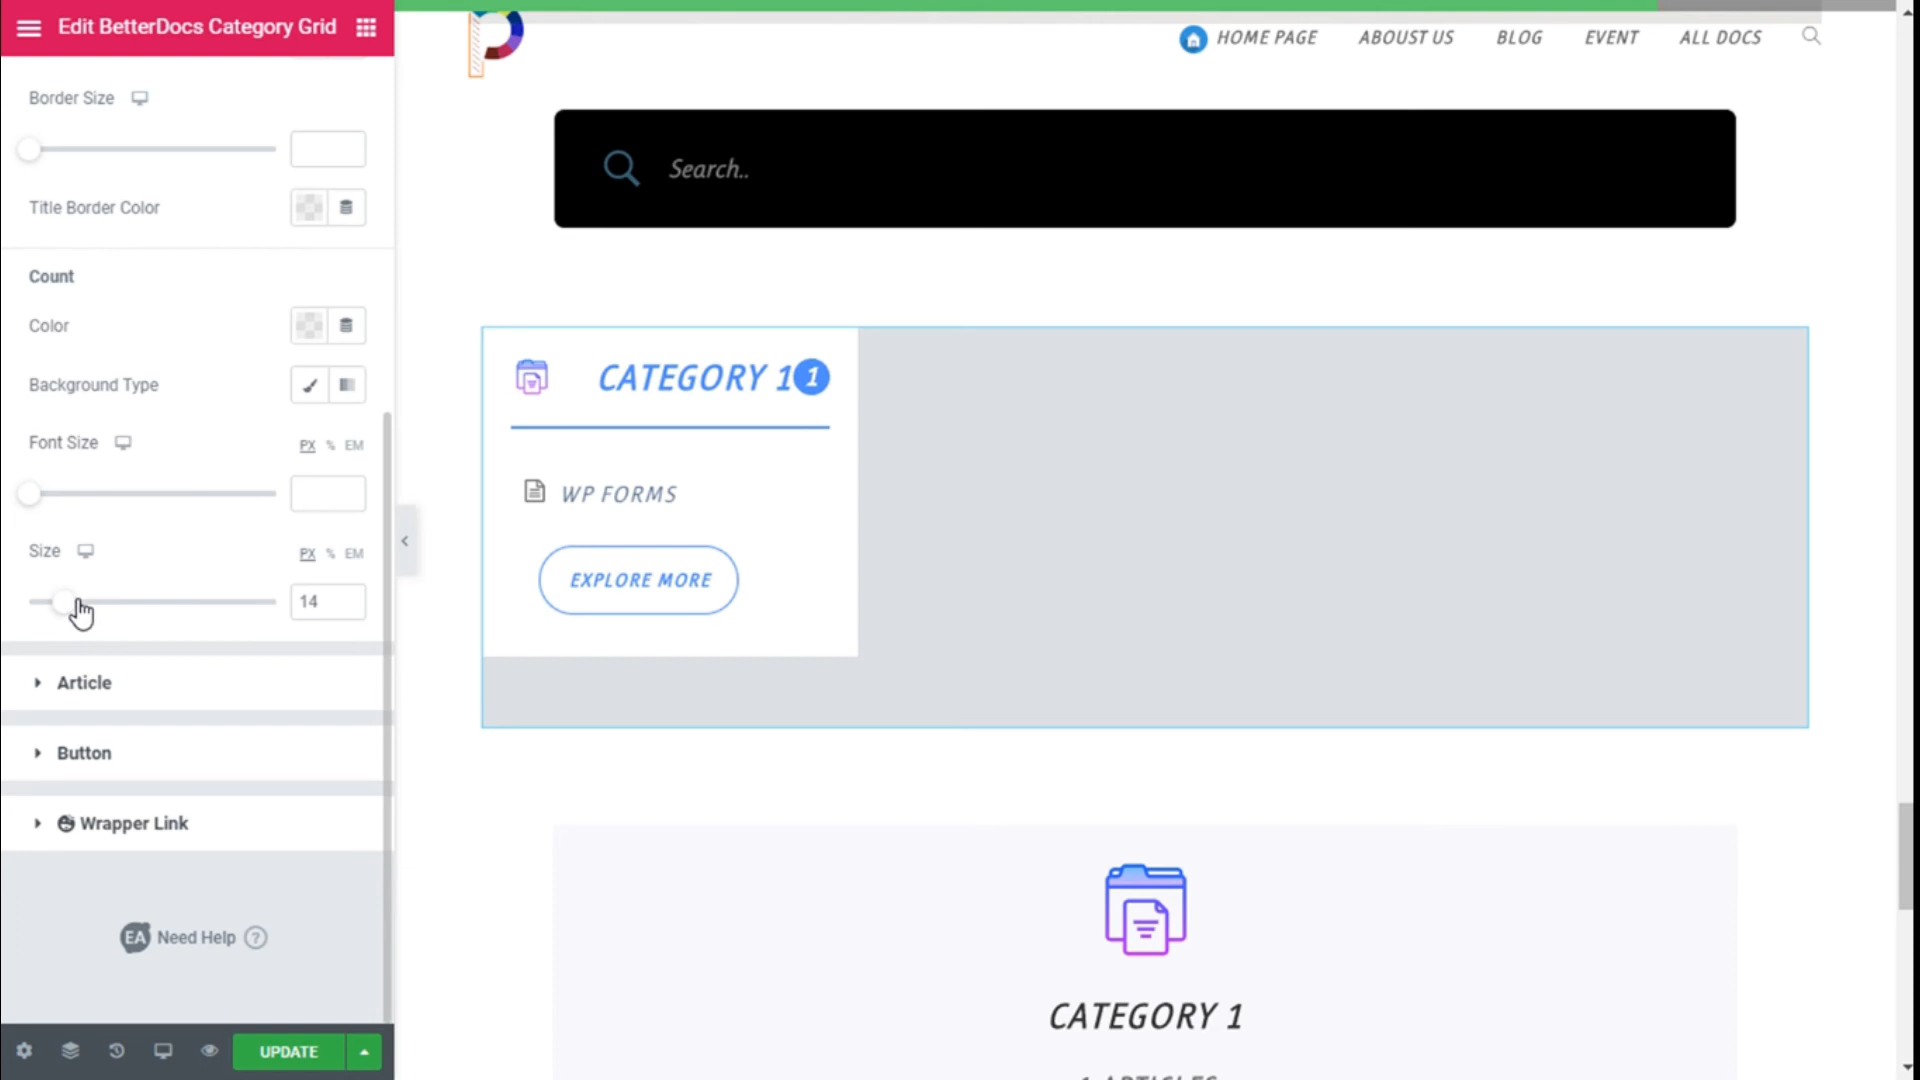 Edit BetterDocs Category Grid
Border Size
Title Border Color
Count
Color
Background Type
Font Size PX % EM
Size PX % EM
14
Article
Button
Wrapper Link
EA Need Help ?
UPDATE
HOME PAGE ABOUST US BLOG EVENT ALL DOCS
Search..
CATEGORY 1 1
WP FORMS
EXPLORE MORE
CATEGORY 1
1 ARTICLES